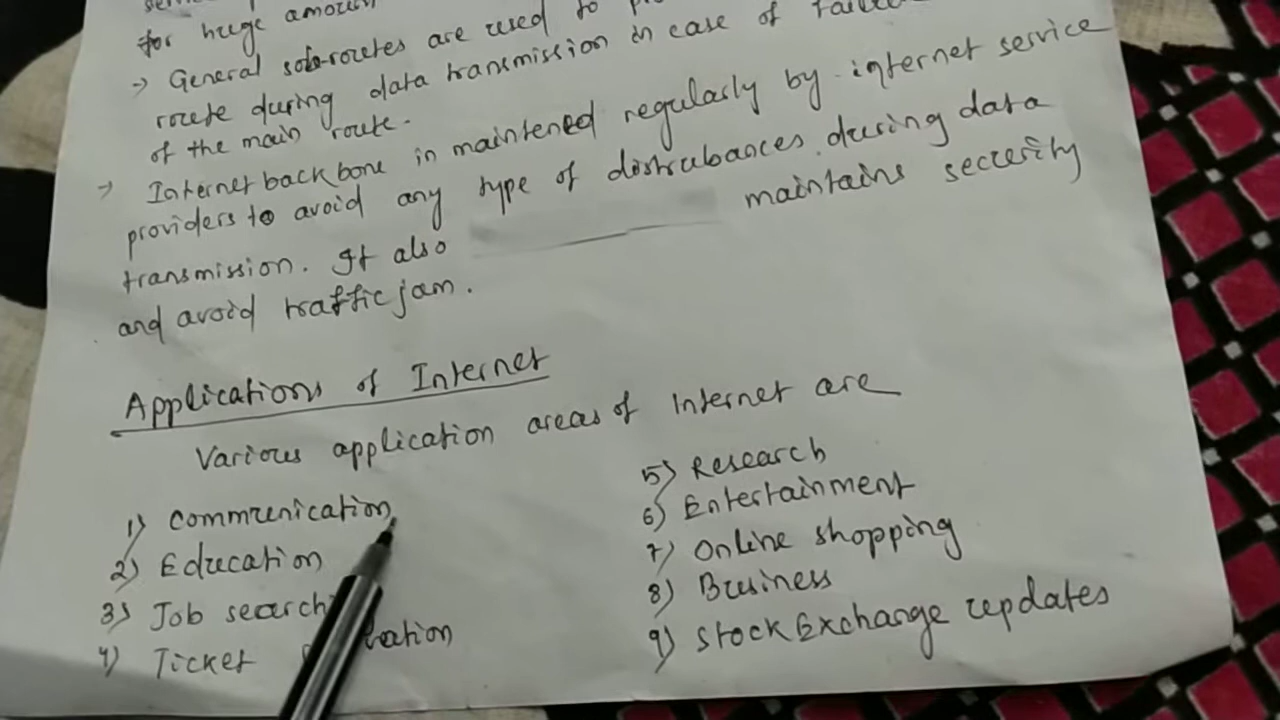 for huge amount
→ General sub-routes are used to
route during data transmission in case of
of the main route.
→ Internet backbone in maintened regularly by internet service
providers to avoid any type of distrubances during data
transmission. It also maintains security
and avoid traffic jam.
Applications of Internet
Various application areas of Internet are
1) Communication
2) Education
3) Job search
4) Ticket
5) Research
6) Entertainment
7) Online shopping
8) Business
9) Stock Exchange updates